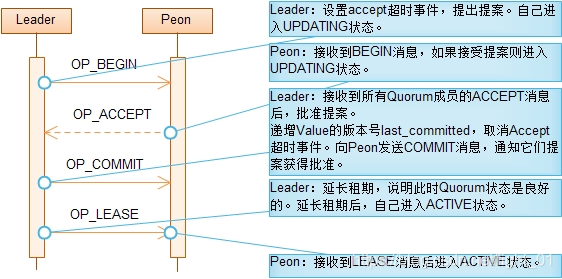 Leader
Peon
OP_BEGIN
OP_ACCEPT
OP_COMMIT
OP_LEASE
Leader：设置accept超时事件，提出提案。自己进
入UPDATING状态。
Peon：接收到BEGIN消息，如果接受提案则进入
UPDATING状态。
Leader：接收到所有Quorum成员的ACCEPT消息
后，批准提案。
递增Value的版本号last_committed，取消Accept
超时事件。向Peon发送COMMIT消息，通知它们提
案获得批准。
Leader：延长租期，说明此时Quorum状态是良好
的。延长租期后，自己进入ACTIVE状态。
Peon：接收到LEASE消息后进入ACTIVE状态。